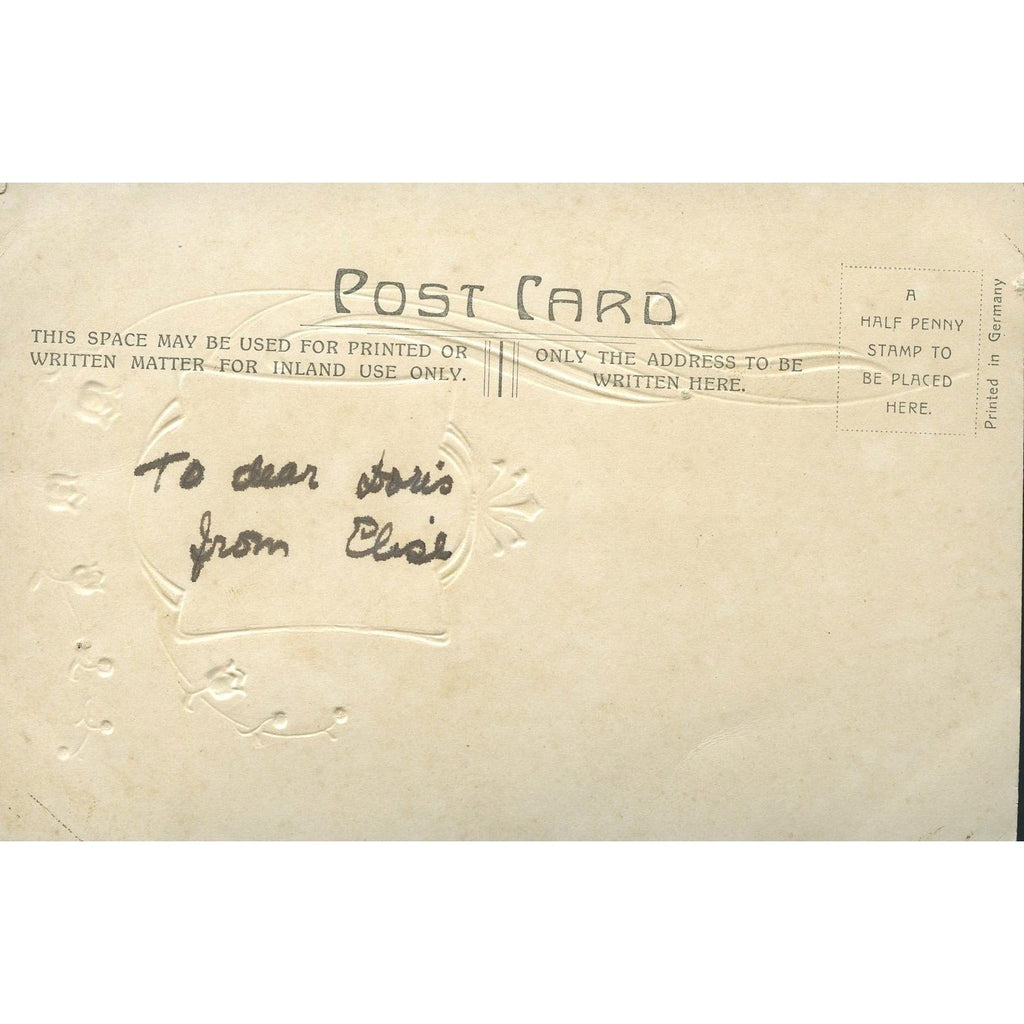 POST CARD
THIS SPACE MAY BE USED FOR PRINTED OR
WRITTEN MATTER FOR INLAND USE ONLY.
ONLY THE ADDRESS TO BE
WRITTEN HERE.
A
HALF PENNY
STAMP TO
BE PLACED
HERE.
Printed in Germany
To dear Doris
from Elise